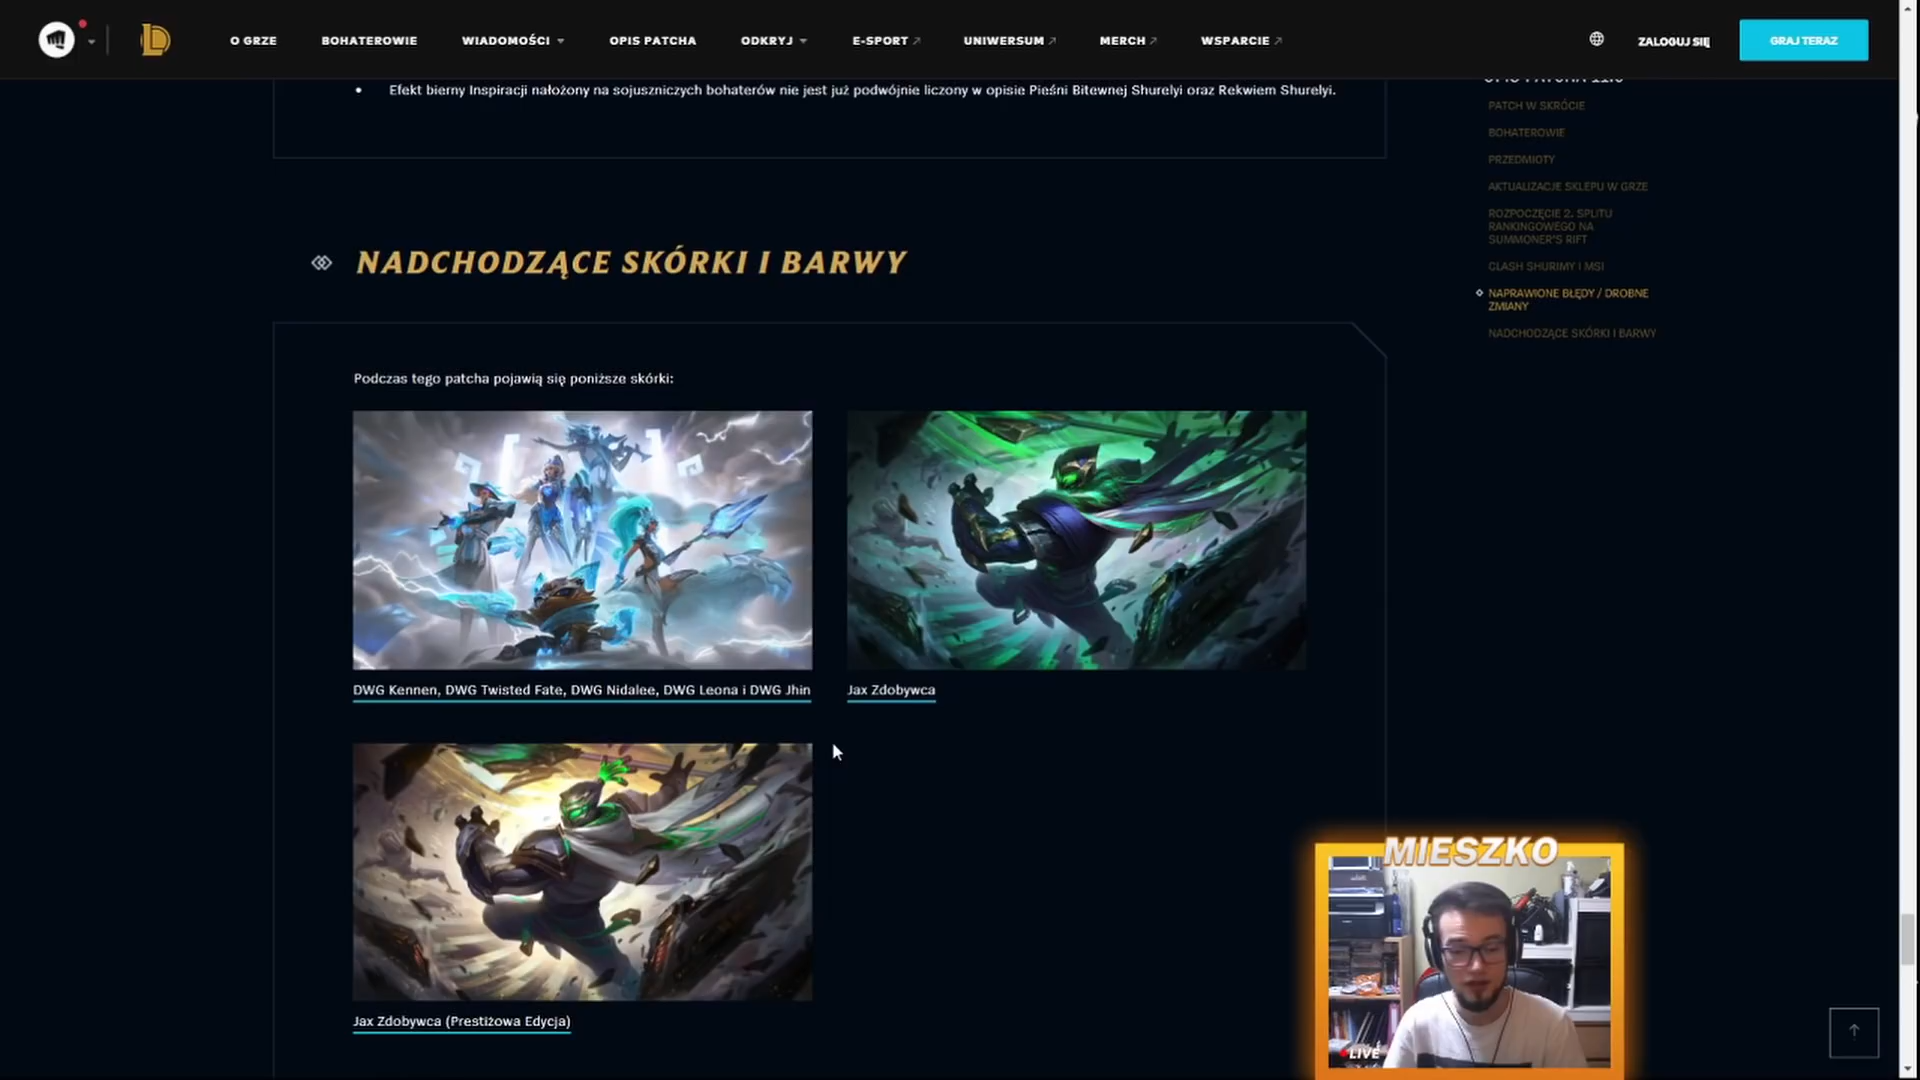 O GRZE
BOHATEROWIE
WIADOMOŚCI
OPIS PATCHA
ODKRYJ
E-SPORT
UNIWERSUM
MERCH
WSPARCIE
ZALOGUJ SIĘ
GRAJ TERAZ
Efekt bierny Inspiracji nałożony na sojuszniczych bohaterów nie jest już podwójnie liczony w opisie Pieśni Bitewnej Shurelyi oraz Rekwiem Shurelyi.
NADCHODZĄCE SKÓRKI I BARWY
Podczas tego patcha pojawią się poniższe skórki:
DWG Kennen, DWG Twisted Fate, DWG Nidalee, DWG Leona i DWG Jhin
Jax Zdobywca
Jax Zdobywca (Prestiżowa Edycja)
PATCH W SKRÓCIE
BOHATEROWIE
PRZEDMIOTY
AKTUALIZACJE SKLEPU W GRZE
ROZPOCZĘCIE 2. SPLITU
RANKINGOWEGO NA
SUMMONER'S RIFT
CLASH SHURIMY I MSI
NAPRAWIONE BŁĘDY / DROBNE
ZMIANY
NADCHODZĄCE SKÓRKI I BARWY
MIESZKO
LIVE